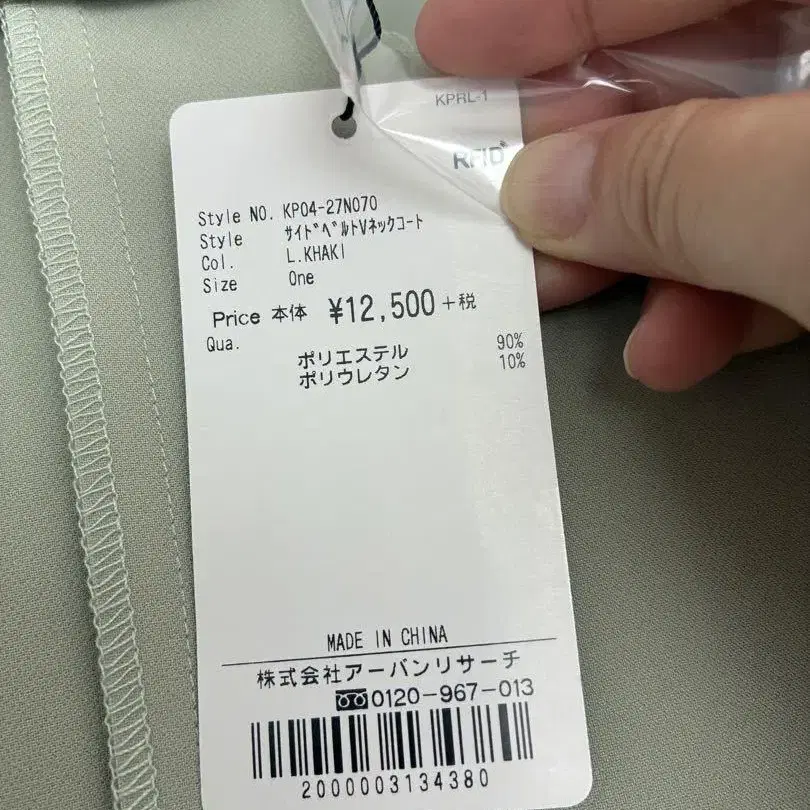 KPRL-1
RFID
Style NO. KP04-27N070
Style サイドベルトVネックコート
Col. L.KHAKI
Size One
Price 本体 ¥12,500+税
Qua.
ポリエステル 90%
ポリウレタン 10%
MADE IN CHINA
株式会社アーバンリサーチ
0120-967-013
2000003134380